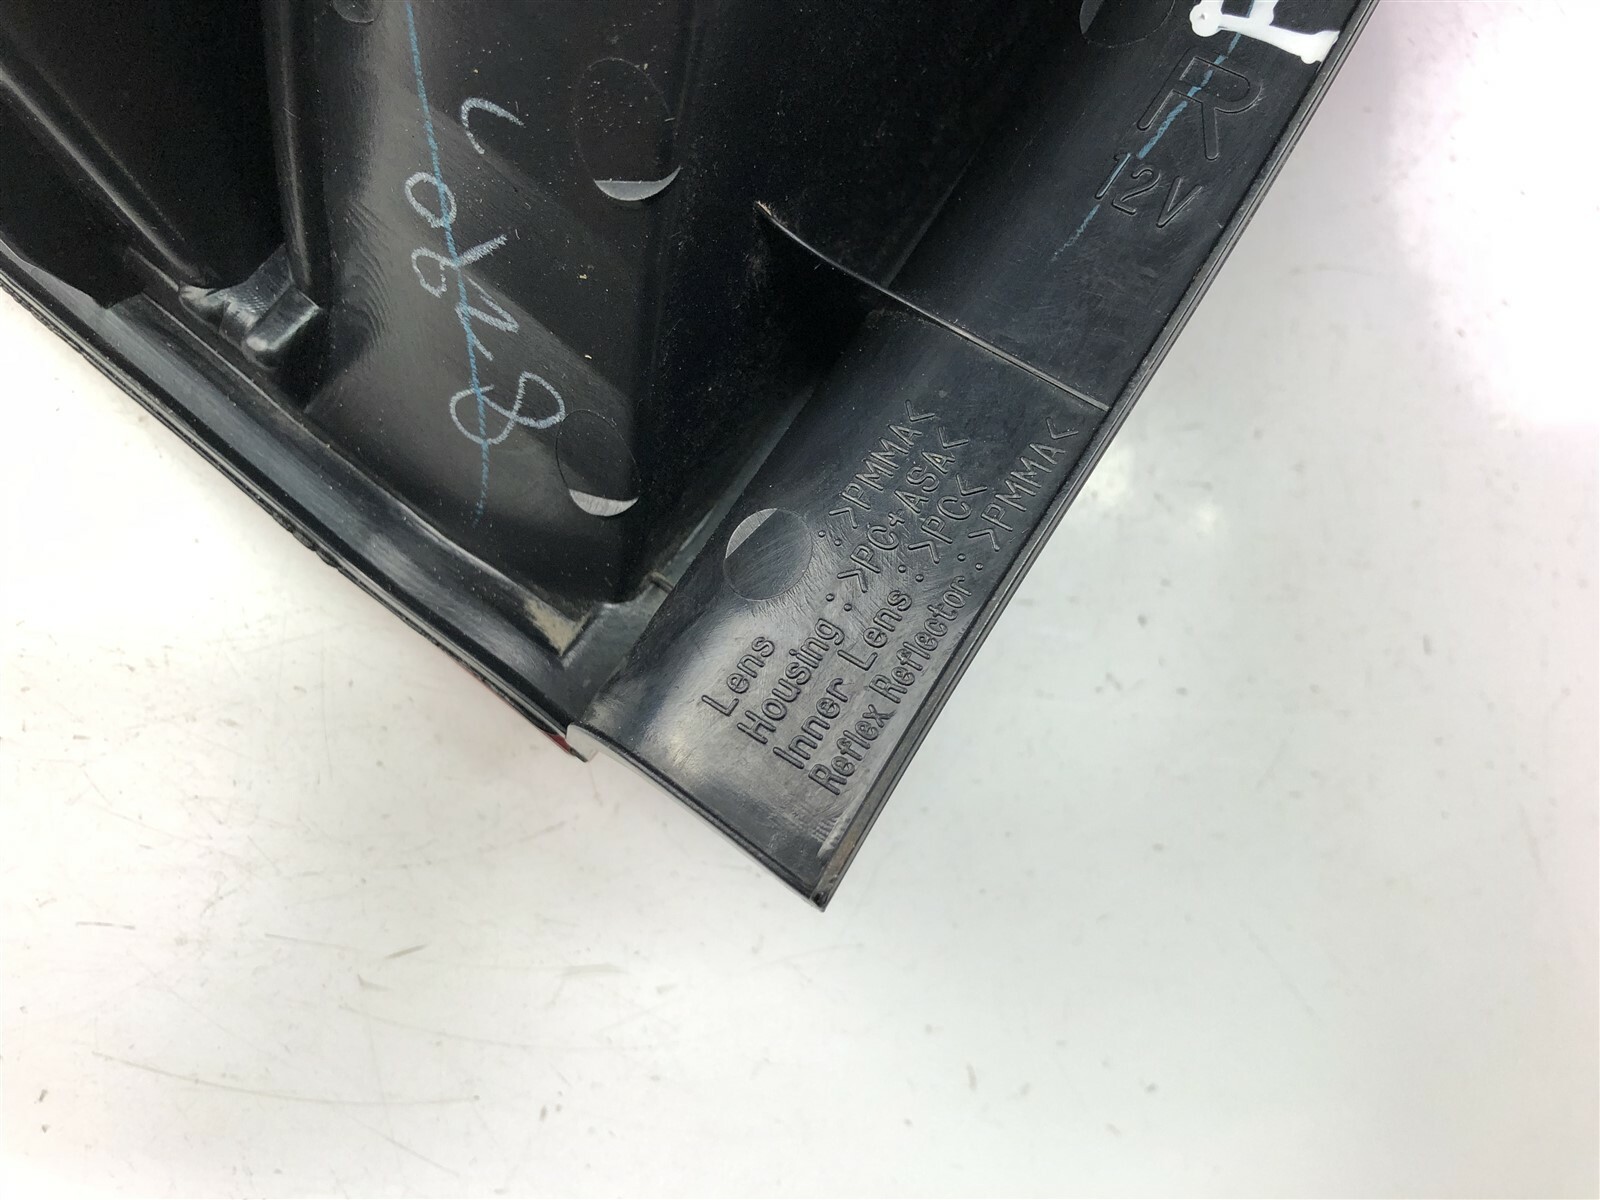 R
12V
Lens : >PMMA<
Housing : >PC+ASA<
Inner Lens : >PC<
Reflex Reflector : >PMMA<